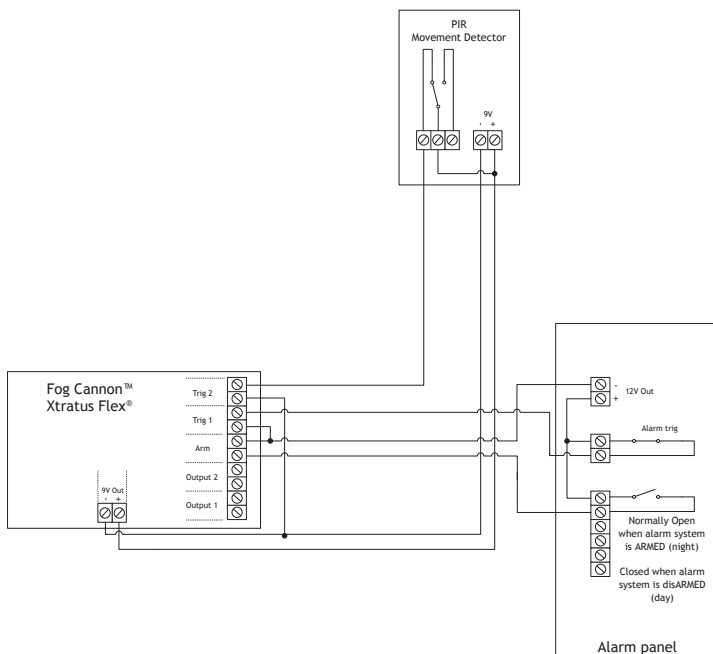 PIR
Movement Detector
9V
- +
Fog Cannon™
Xtratus Flex®
Trig 2
Trig 1
Arm
Output 2
Output 1
9V Out
- +
-
12V Out
+
Alarm trig
Normally Open
when alarm system
is ARMED (night)
Closed when alarm
system is disARMED
(day)
Alarm panel